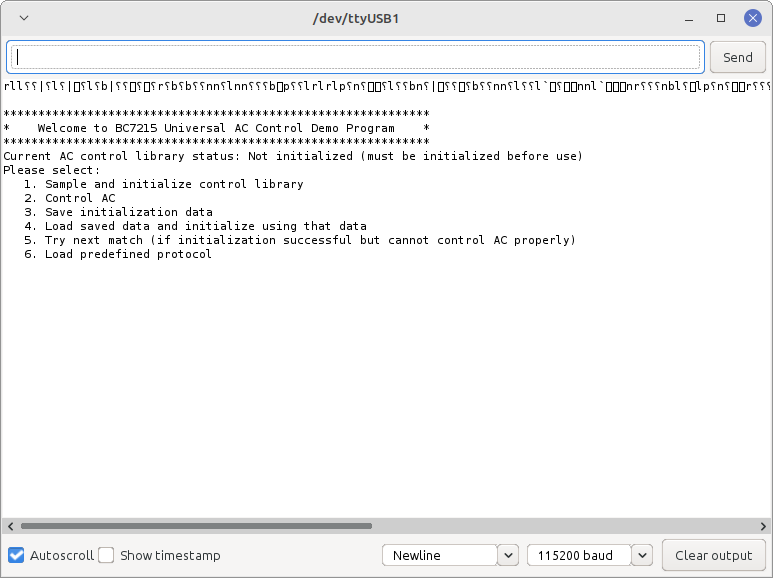 /dev/ttyUSB1
Send
************************************************************* 
*    Welcome to BC7215 Universal AC Control Demo Program    *
*************************************************************
Current AC control library status: Not initialized (must be initialized before use)
Please select:
1. Sample and initialize control library
2. Control AC
3. Save initialization data
4. Load saved data and initialize using that data
5. Try next match (if initialization successful but cannot control AC properly)
6. Load predefined protocol
Autoscroll Show timestamp Newline 115200 baud Clear output